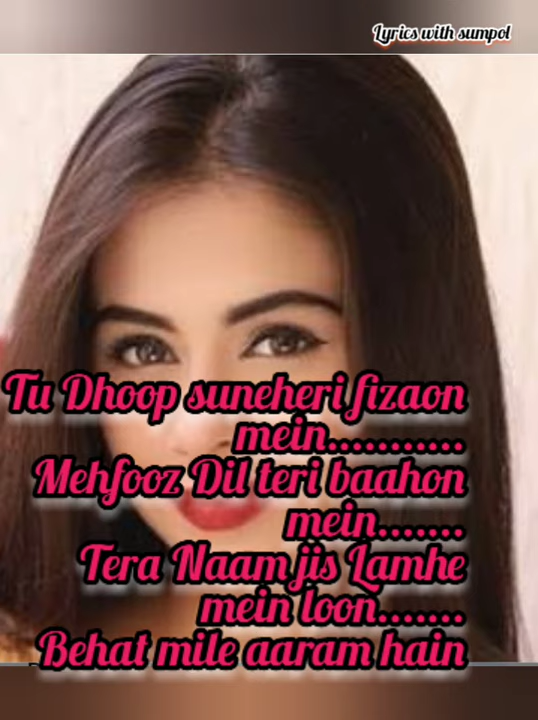 Lyrics with sumpol
Tu Dhoop suneheri fizaon
mein...........
Mehfooz Dil teri baahon
mein.......
Tera Naam jis Lamhe
mein loon.......
Behat mile aaram hain